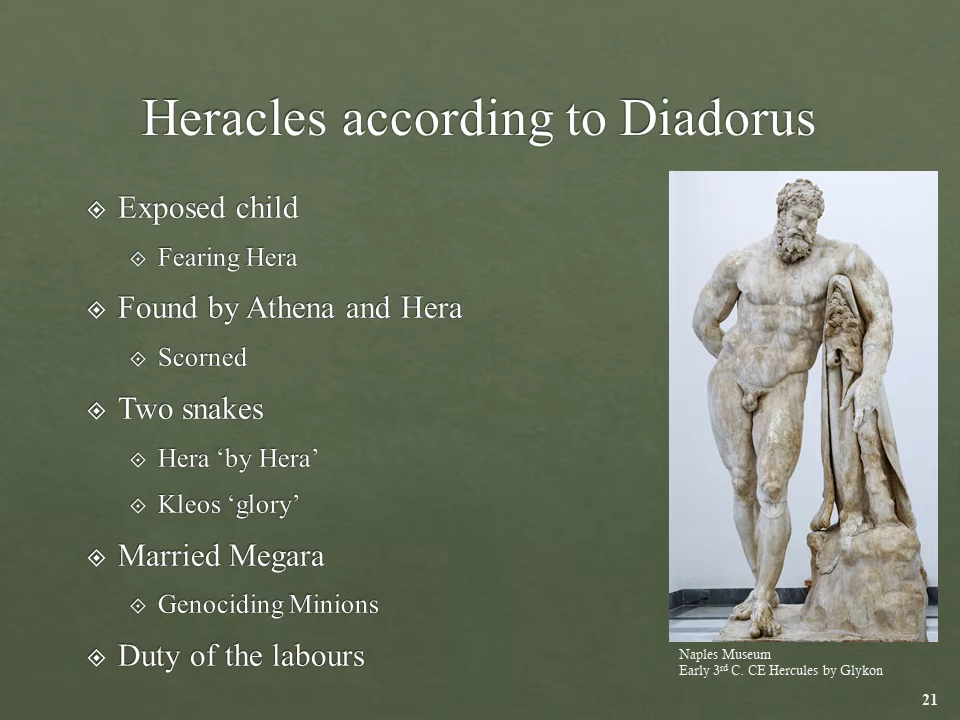 Heracles according to Diadorus
Exposed child
Fearing Hera
Found by Athena and Hera
Scorned
Two snakes
Hera ‘by Hera’
Kleos ‘glory’
Married Megara
Genociding Minions
Duty of the labours
Naples Museum
Early 3rd C. CE Hercules by Glykon
21